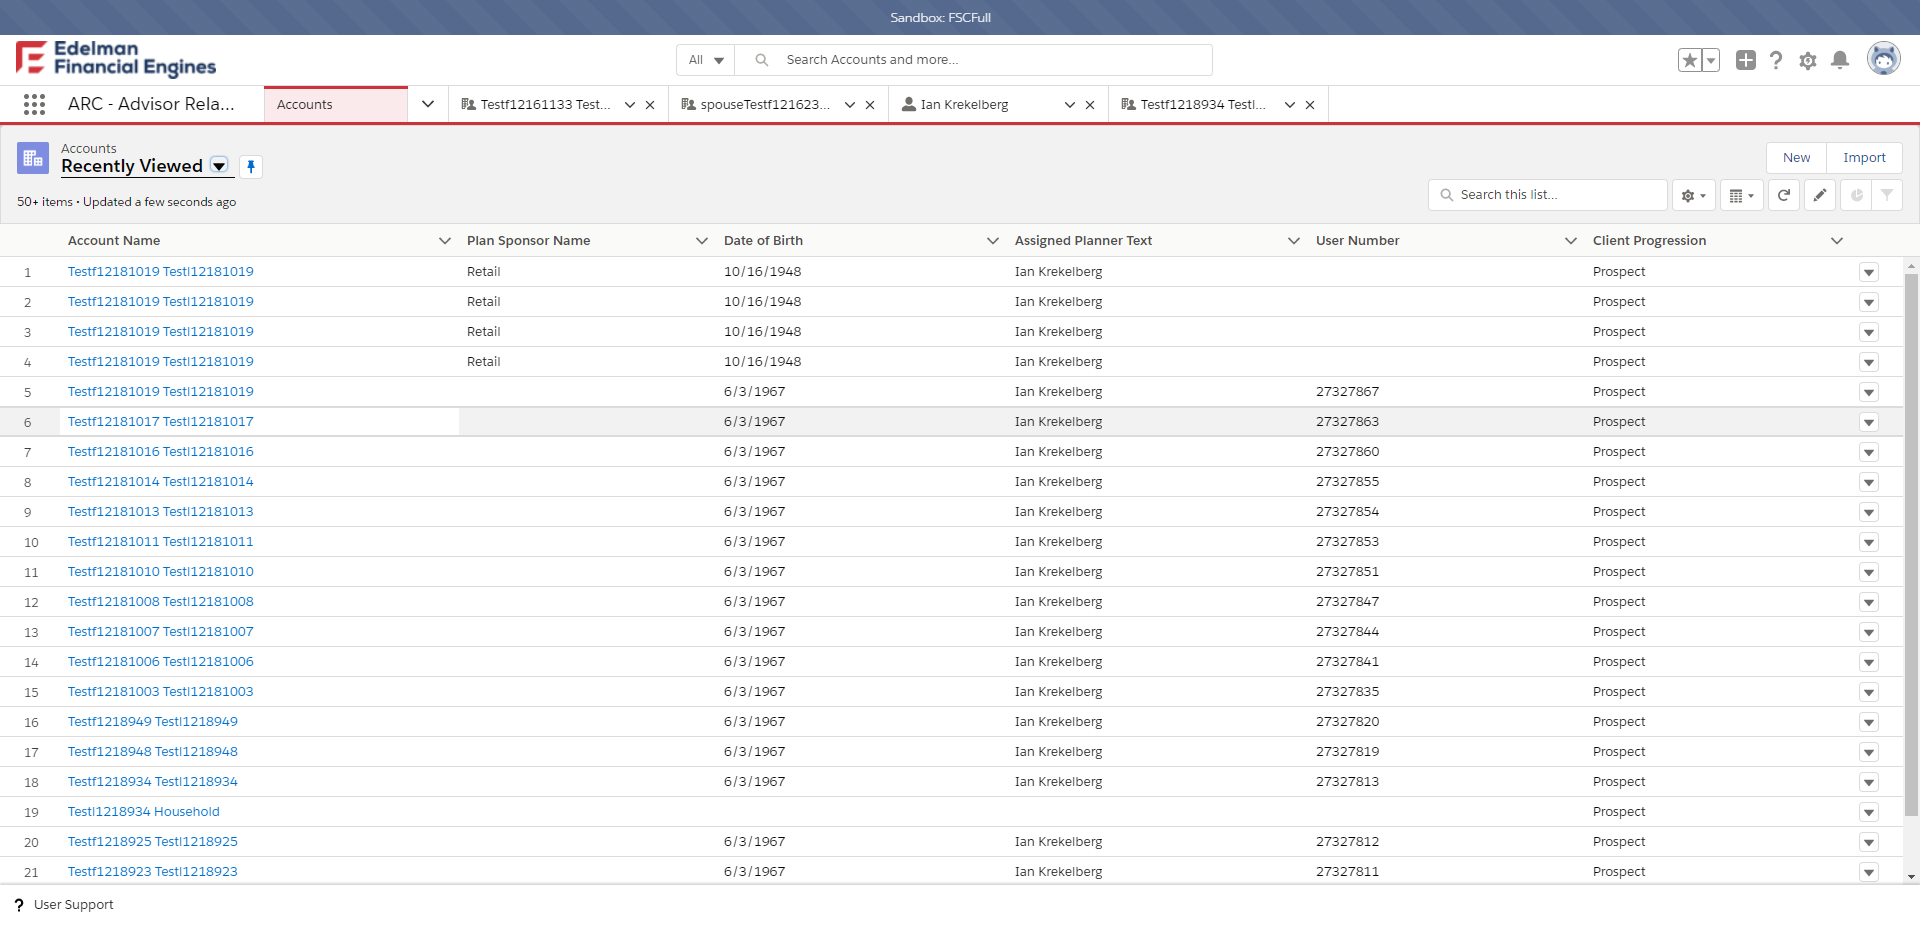 Sandbox: FSCFull
Edelman
Financial Engines
All
Search Accounts and more...
ARC - Advisor Rela...
Accounts
Testf12161133 Test...
spouseTestf121623...
Ian Krekelberg
Testf1218934 Testl...
Accounts
Recently Viewed
New
Import
50+ items • Updated a few seconds ago
Search this list...
Account Name Plan Sponsor Name Date of Birth Assigned Planner Text User Number Client Progression
1 Testf12181019 Testl12181019 Retail 10/16/1948 Ian Krekelberg Prospect
2 Testf12181019 Testl12181019 Retail 10/16/1948 Ian Krekelberg Prospect
3 Testf12181019 Testl12181019 Retail 10/16/1948 Ian Krekelberg Prospect
4 Testf12181019 Testl12181019 Retail 10/16/1948 Ian Krekelberg Prospect
5 Testf12181019 Testl12181019 6/3/1967 Ian Krekelberg 27327867 Prospect
6 Testf12181017 Testl12181017 6/3/1967 Ian Krekelberg 27327863 Prospect
7 Testf12181016 Testl12181016 6/3/1967 Ian Krekelberg 27327860 Prospect
8 Testf12181014 Testl12181014 6/3/1967 Ian Krekelberg 27327855 Prospect
9 Testf12181013 Testl12181013 6/3/1967 Ian Krekelberg 27327854 Prospect
10 Testf12181011 Testl12181011 6/3/1967 Ian Krekelberg 27327853 Prospect
11 Testf12181010 Testl12181010 6/3/1967 Ian Krekelberg 27327851 Prospect
12 Testf12181008 Testl12181008 6/3/1967 Ian Krekelberg 27327847 Prospect
13 Testf12181007 Testl12181007 6/3/1967 Ian Krekelberg 27327844 Prospect
14 Testf12181006 Testl12181006 6/3/1967 Ian Krekelberg 27327841 Prospect
15 Testf12181003 Testl12181003 6/3/1967 Ian Krekelberg 27327835 Prospect
16 Testf1218949 Testl1218949 6/3/1967 Ian Krekelberg 27327820 Prospect
17 Testf1218948 Testl1218948 6/3/1967 Ian Krekelberg 27327819 Prospect
18 Testf1218934 Testl1218934 6/3/1967 Ian Krekelberg 27327813 Prospect
19 Testl1218934 Household Prospect
20 Testf1218925 Testl1218925 6/3/1967 Ian Krekelberg 27327812 Prospect
21 Testf1218923 Testl1218923 6/3/1967 Ian Krekelberg 27327811 Prospect
? User Support